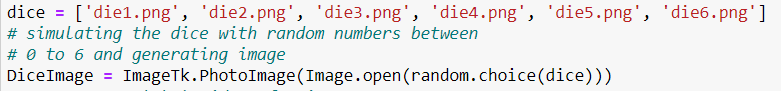 dice = ['die1.png', 'die2.png', 'die3.png', 'die4.png', 'die5.png', 'die6.png']
# simulating the dice with random numbers between
# 0 to 6 and generating image
DiceImage = ImageTk.PhotoImage(Image.open(random.choice(dice)))